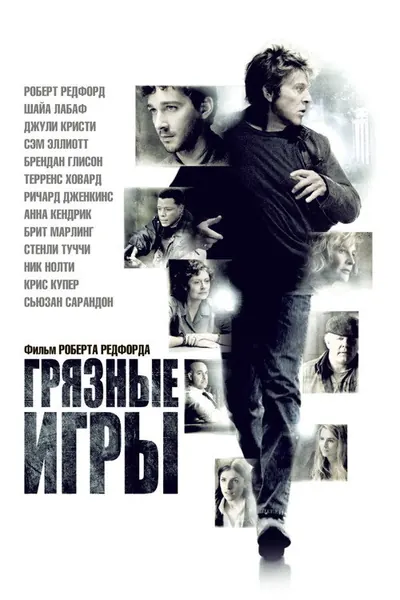 РОБЕРТ РЕДФОРД
ШАЙА ЛАБАФ
ДЖУЛИ КРИСТИ
СЭМ ЭЛЛИОТТ
БРЕНДАН ГЛИСОН
ТЕРРЕНС ХОВАРД
РИЧАРД ДЖЕНКИНС
АННА КЕНДРИК
БРИТ МАРЛИНГ
СТЕНЛИ ТУЧЧИ
НИК НОЛТИ
КРИС КУПЕР
СЬЮЗАН САРАНДОН
ФИЛЬМ РОБЕРТА РЕДФОРДА
ГРЯЗНЫЕ
ИГРЫ